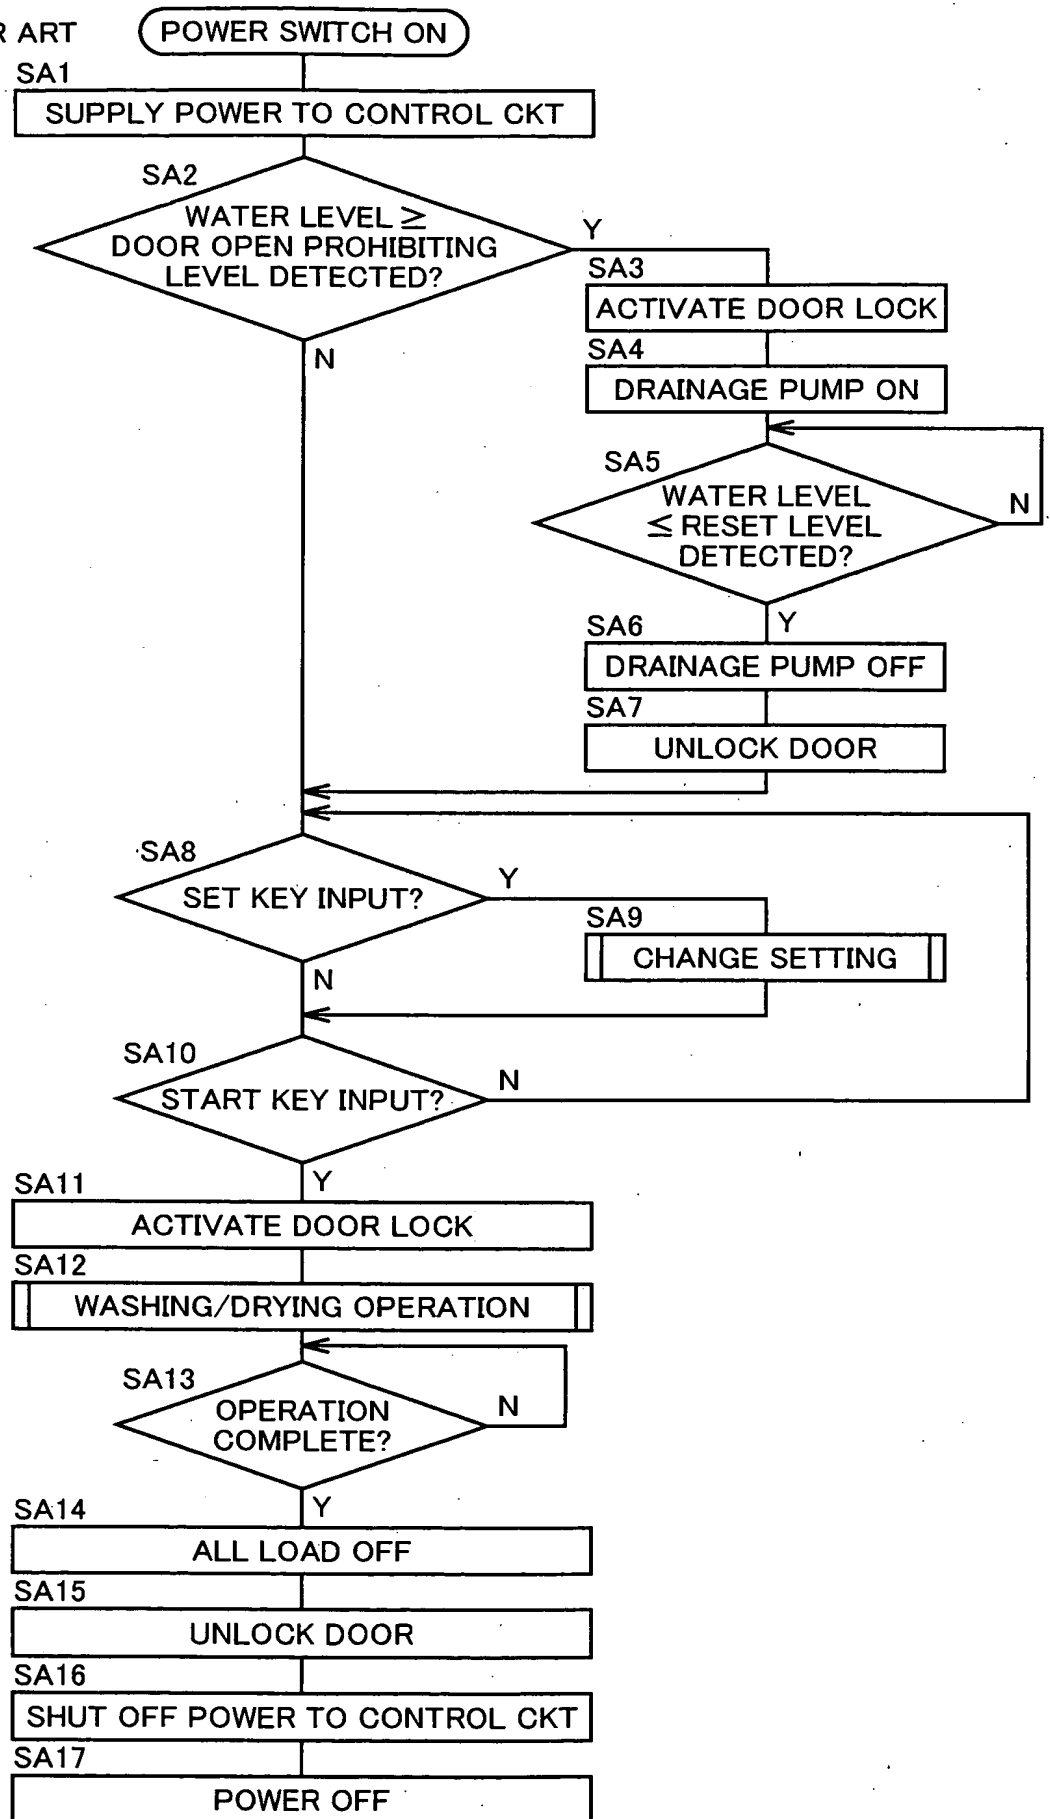 R ART
POWER SWITCH ON
SA1
SUPPLY POWER TO CONTROL CKT
SA2
WATER LEVEL ≧
DOOR OPEN PROHIBITING
LEVEL DETECTED?
Y
N
SA3
ACTIVATE DOOR LOCK
SA4
DRAINAGE PUMP ON
SA5
WATER LEVEL
≦ RESET LEVEL
DETECTED?
N
Y
SA6
DRAINAGE PUMP OFF
SA7
UNLOCK DOOR
SA8
SET KEY INPUT?
Y
N
SA9
CHANGE SETTING
SA10
START KEY INPUT?
N
Y
SA11
ACTIVATE DOOR LOCK
SA12
WASHING/DRYING OPERATION
SA13
OPERATION
COMPLETE?
N
Y
SA14
ALL LOAD OFF
SA15
UNLOCK DOOR
SA16
SHUT OFF POWER TO CONTROL CKT
SA17
POWER OFF